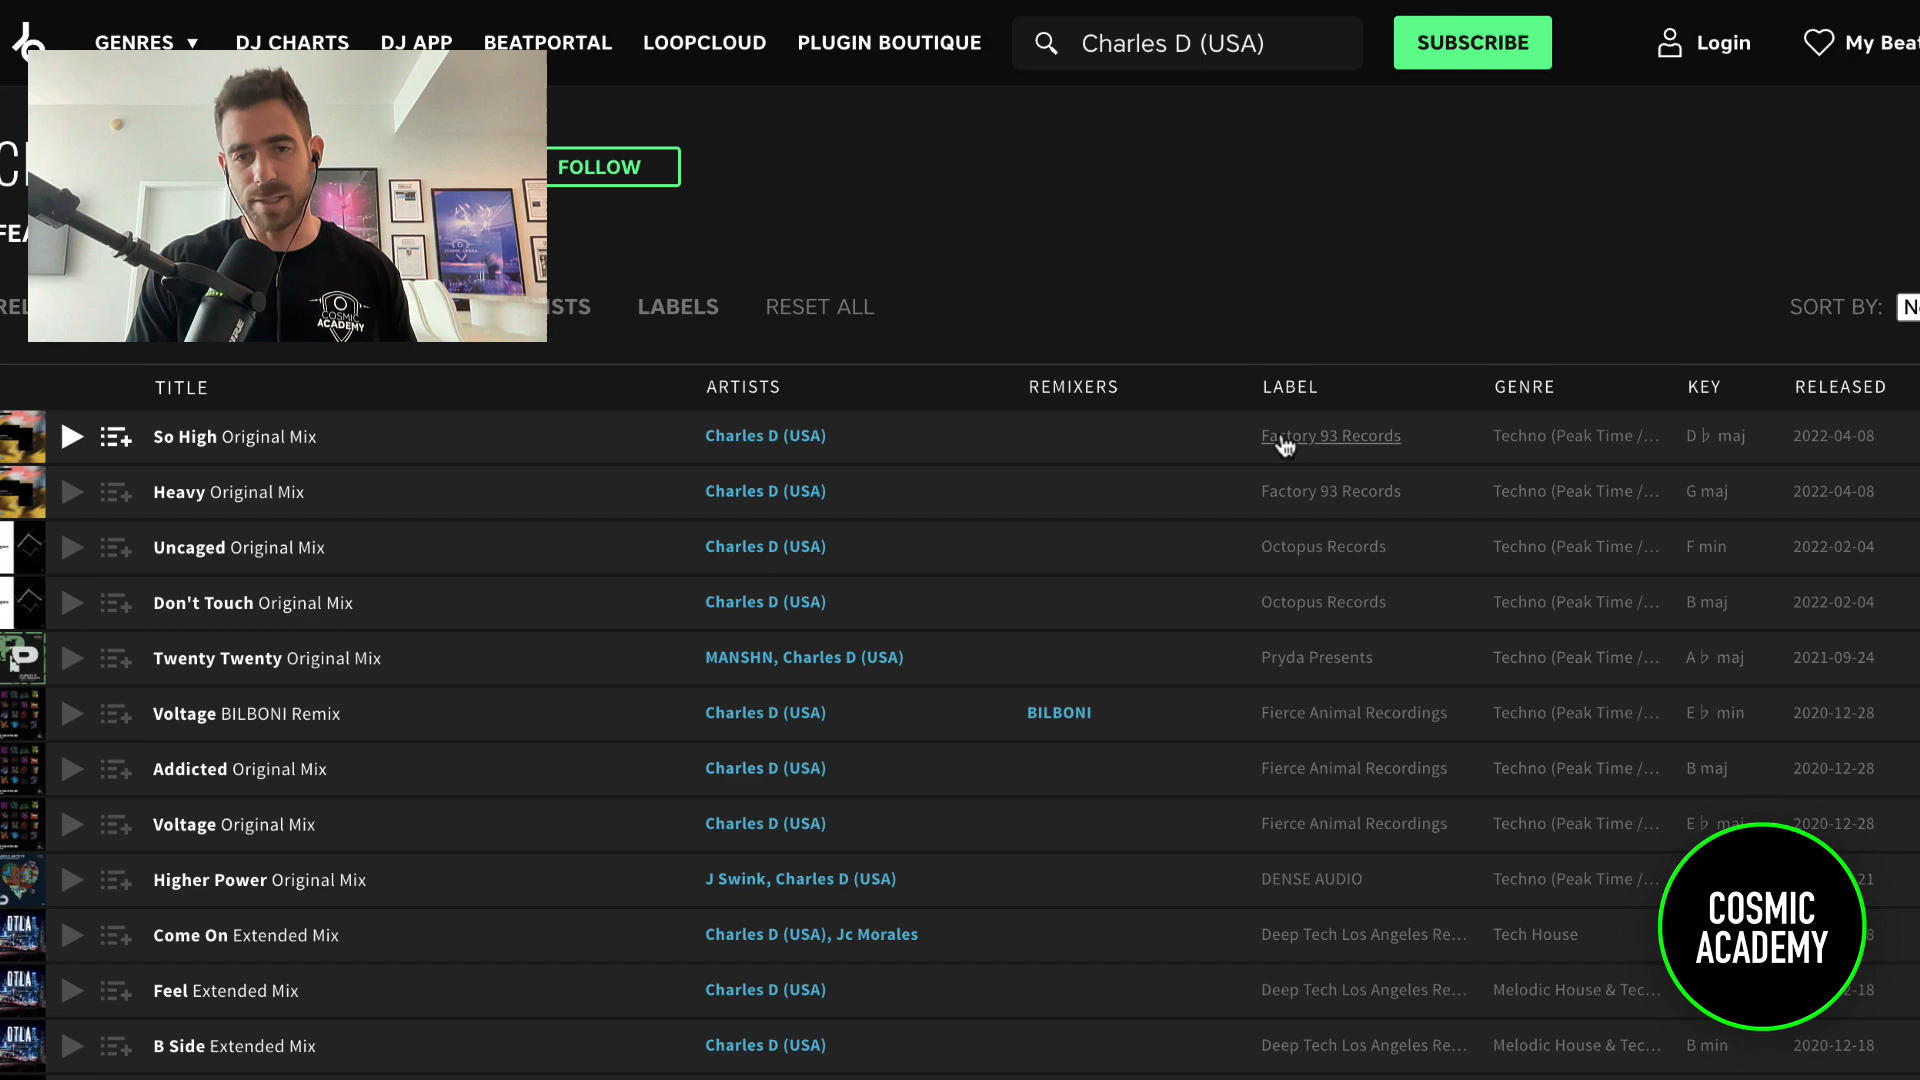 GENRES ▼ DJ CHARTS DJ APP BEATPORTAL LOOPCLOUD PLUGIN BOUTIQUE Charles D (USA) SUBSCRIBE Login My Beat
FOLLOW
LABELS RESET ALL SORT BY:
COSMIC ACADEMY
TITLE ARTISTS REMIXERS LABEL GENRE KEY RELEASED
So High Original Mix Charles D (USA) Factory 93 Records Techno (Peak Time /... D ♭ maj 2022-04-08
Heavy Original Mix Charles D (USA) Factory 93 Records Techno (Peak Time /... G maj 2022-04-08
Uncaged Original Mix Charles D (USA) Octopus Records Techno (Peak Time /... F min 2022-02-04
Don't Touch Original Mix Charles D (USA) Octopus Records Techno (Peak Time /... B maj 2022-02-04
Twenty Twenty Original Mix MANSHN, Charles D (USA) Pryda Presents Techno (Peak Time /... A ♭ maj 2021-09-24
Voltage BILBONI Remix Charles D (USA) BILBONI Fierce Animal Recordings Techno (Peak Time /... E ♭ min 2020-12-28
Addicted Original Mix Charles D (USA) Fierce Animal Recordings Techno (Peak Time /... B maj 2020-12-28
Voltage Original Mix Charles D (USA) Fierce Animal Recordings Techno (Peak Time /... E ♭ maj 2020-12-28
Higher Power Original Mix J Swink, Charles D (USA) DENSE AUDIO Techno (Peak Time /... 21
Come On Extended Mix Charles D (USA), Jc Morales Deep Tech Los Angeles Re... Tech House 8
Feel Extended Mix Charles D (USA) Deep Tech Los Angeles Re... Melodic House & Tec... 2-18
B Side Extended Mix Charles D (USA) Deep Tech Los Angeles Re... Melodic House & Tec... B min 2020-12-18
COSMIC
ACADEMY